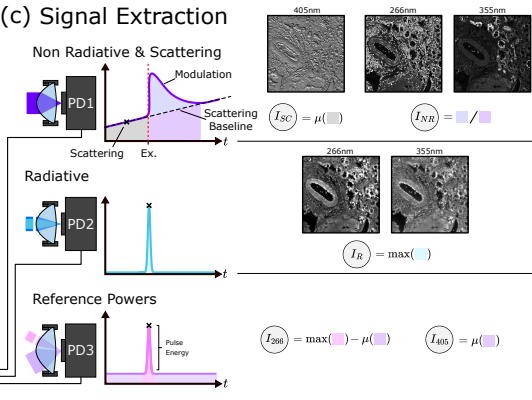 (c) Signal Extraction
Non Radiative & Scattering
PD1
Modulation
Scattering
Baseline
Scattering
Ex.
t
405nm
266nm
355nm
I_SC = μ( )
I_NR = /
Radiative
PD2
t
266nm
355nm
I_R = max( )
Reference Powers
PD3
Pulse
Energy
t
I_266 = max( ) − μ( )
I_405 = μ( )